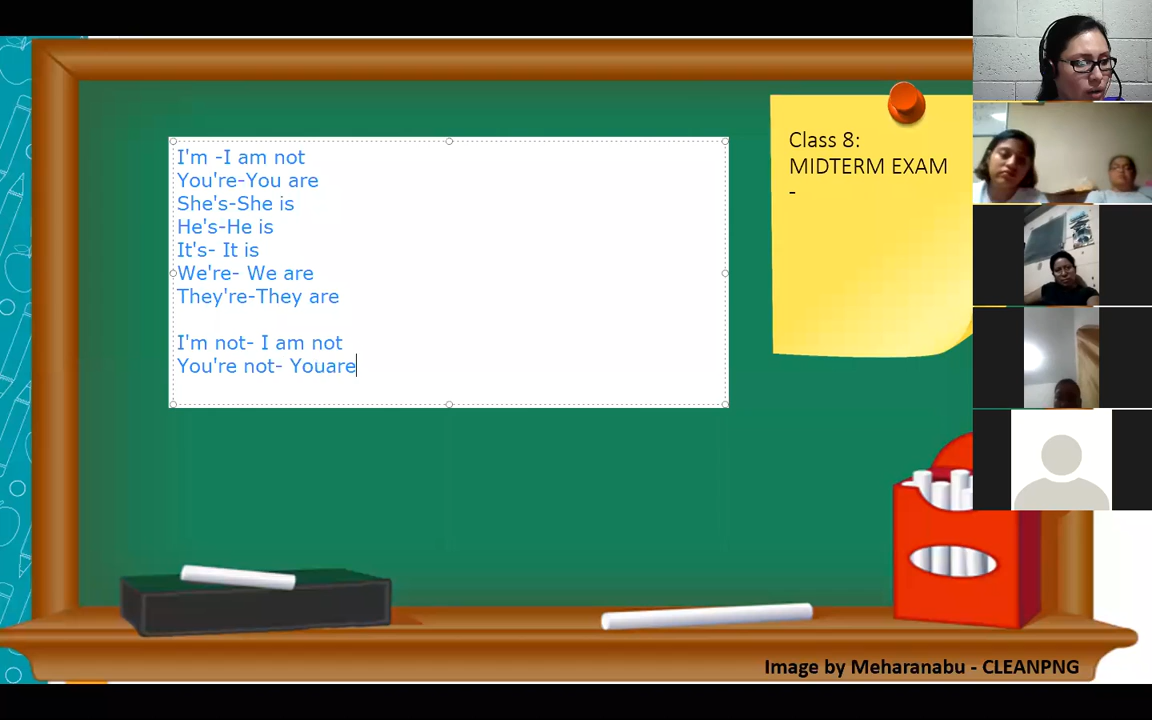 I'm -I am not
You're-You are
She's-She is
He's-He is
It's- It is
We're- We are
They're-They are
I'm not- I am not
You're not- Youare
Class 8:
MIDTERM EXAM
-
Image by Meharanabu - CLEANPNG